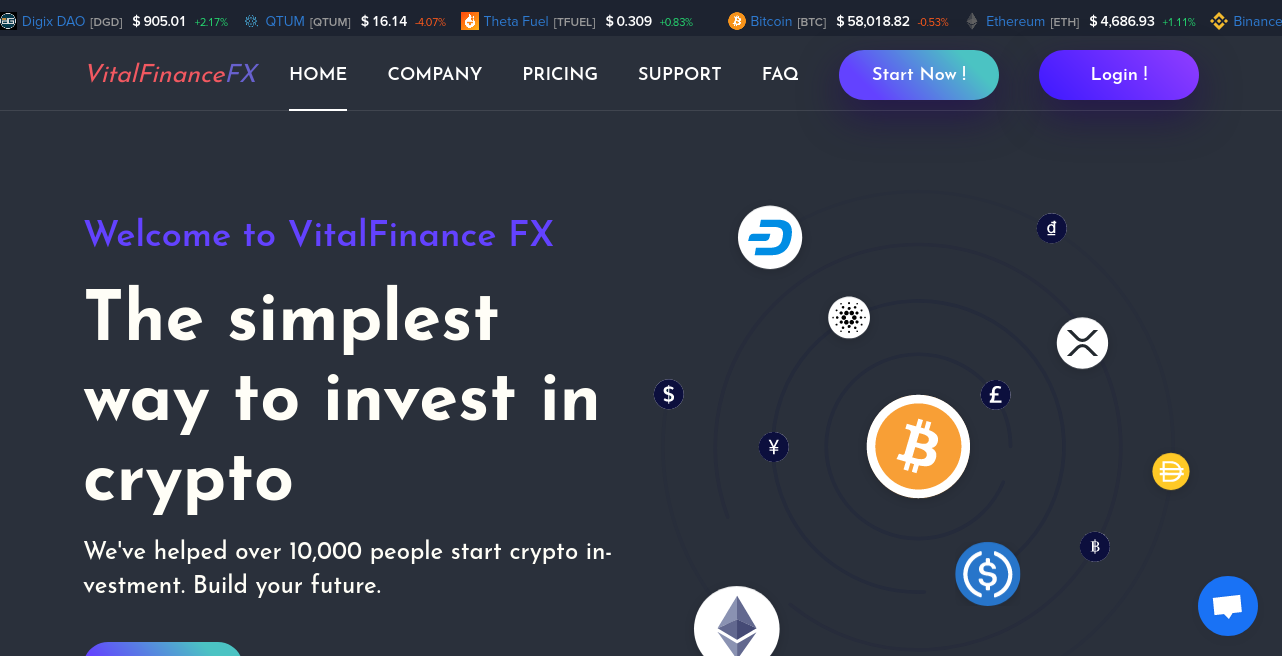 Digix DAO [DGD] $ 905.01 +2.17% QTUM [QTUM] $ 16.14 -4.07% Theta Fuel [TFUEL] $ 0.309 +0.83% Bitcoin [BTC] $ 58,018.82 -0.53% Ethereum [ETH] $ 4,686.93 +1.11% Binance
VitalFinanceFX HOME COMPANY PRICING SUPPORT FAQ Start Now ! Login !
Welcome to VitalFinance FX
The simplest
way to invest in
crypto
We've helped over 10,000 people start crypto in-
vestment. Build your future.